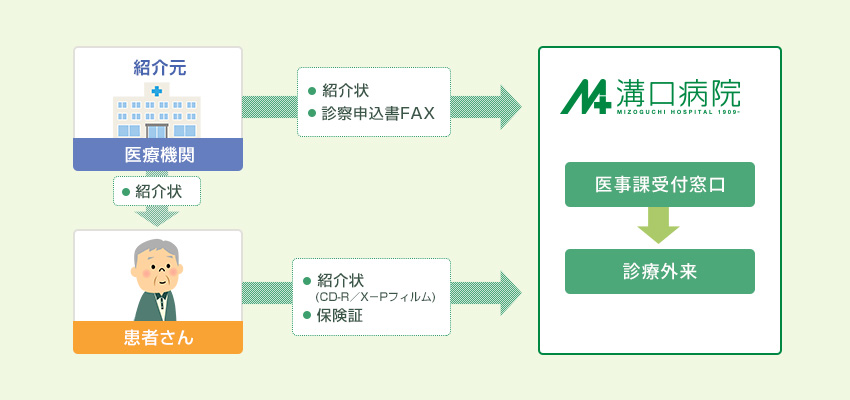 紹介元
医療機関
紹介状
診察申込書FAX
紹介状
患者さん
紹介状
(CD-R／X－Pフィルム)
保険証
溝口病院
MIZOGUCHI HOSPITAL 1909-
医事課受付窓口
診療外来